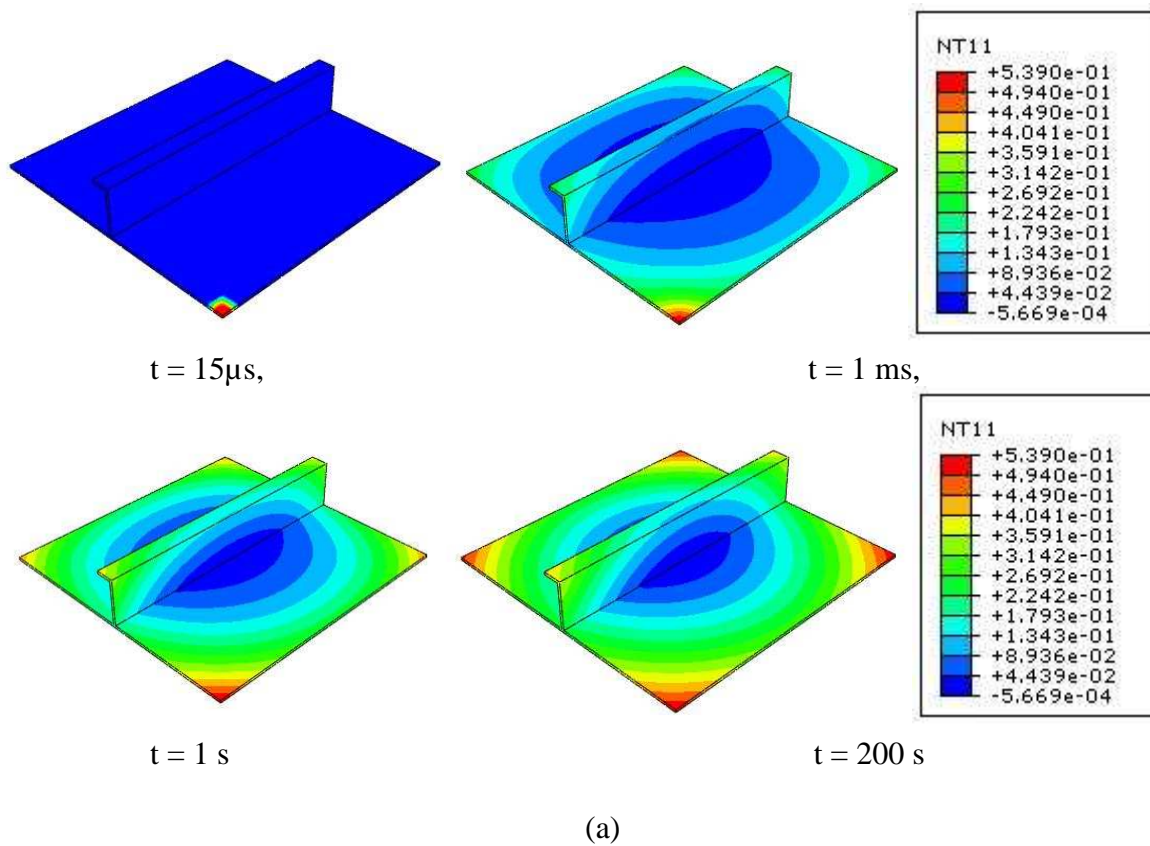 NT11
+5.390e-01
+4.940e-01
+4.490e-01
+4.041e-01
+3.591e-01
+3.142e-01
+2.692e-01
+2.242e-01
+1.793e-01
+1.343e-01
+8.936e-02
+4.439e-02
-5.669e-04
t = 15µs,
t = 1 ms,
NT11
+5.390e-01
+4.940e-01
+4.490e-01
+4.041e-01
+3.591e-01
+3.142e-01
+2.692e-01
+2.242e-01
+1.793e-01
+1.343e-01
+8.936e-02
+4.439e-02
-5.669e-04
t = 1 s
t = 200 s
(a)